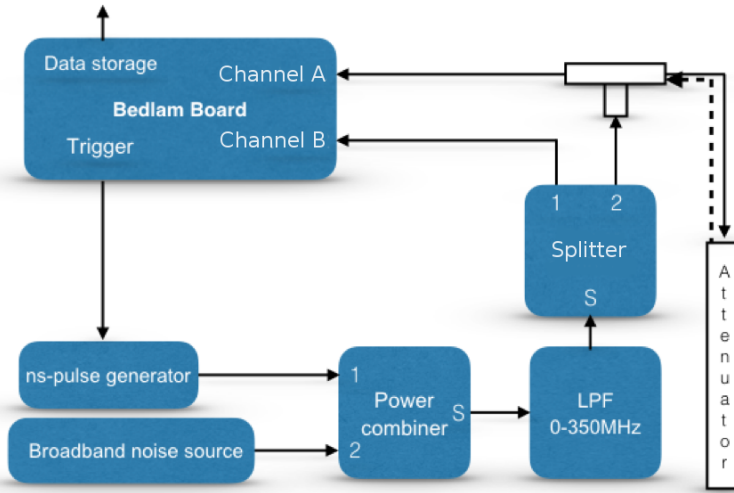 Data storage
Channel A
Bedlam Board
Trigger
Channel B
1
2
Splitter
S
A
t
t
e
n
u
a
t
o
r
ns-pulse generator
Broadband noise source
1
Power
combiner
S
2
LPF
0-350MHz